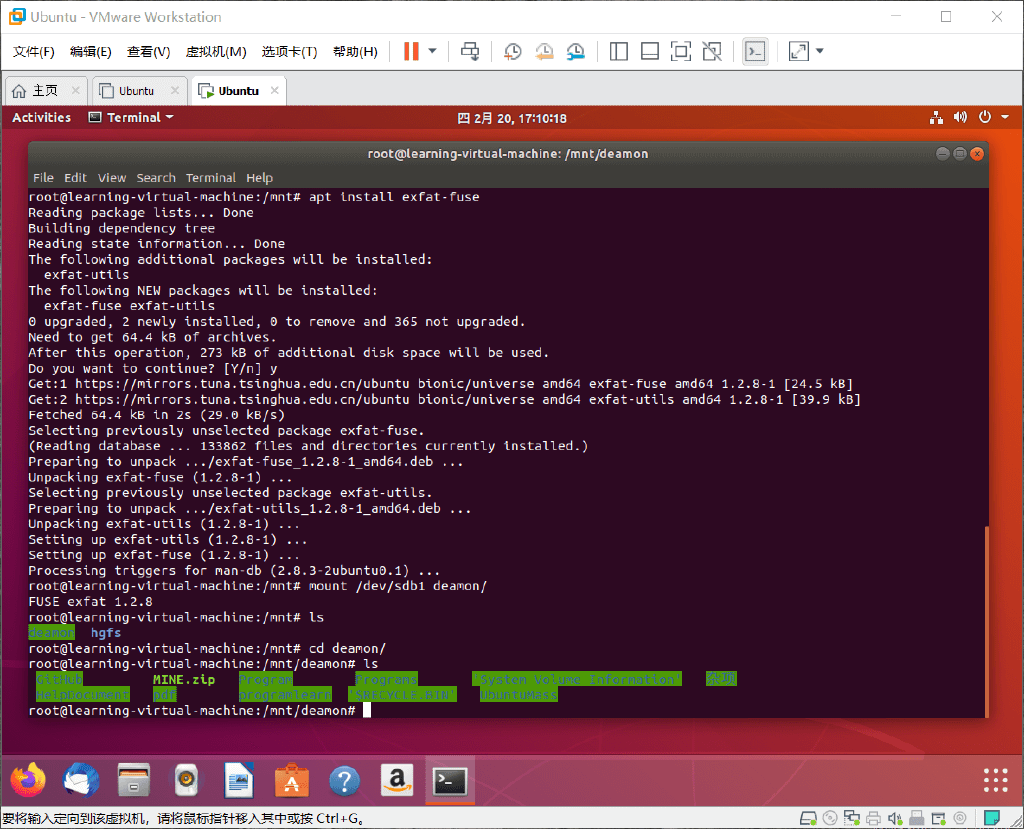 Ubuntu - VMware Workstation
文件(F) 编辑(E) 查看(V) 虚拟机(M) 选项卡(T) 帮助(H)
主页 Ubuntu Ubuntu
Activities Terminal 四 2月 20, 17:10:18
root@learning-virtual-machine: /mnt/deamon
File Edit View Search Terminal Help
root@learning-virtual-machine:/mnt# apt install exfat-fuse
Reading package lists... Done
Building dependency tree
Reading state information... Done
The following additional packages will be installed:
exfat-utils
The following NEW packages will be installed:
exfat-fuse exfat-utils
0 upgraded, 2 newly installed, 0 to remove and 365 not upgraded.
Need to get 64.4 kB of archives.
After this operation, 273 kB of additional disk space will be used.
Do you want to continue? [Y/n] y
Get:1 https://mirrors.tuna.tsinghua.edu.cn/ubuntu bionic/universe amd64 exfat-fuse amd64 1.2.8-1 [24.5 kB]
Get:2 https://mirrors.tuna.tsinghua.edu.cn/ubuntu bionic/universe amd64 exfat-utils amd64 1.2.8-1 [39.9 kB]
Fetched 64.4 kB in 2s (29.0 kB/s)
Selecting previously unselected package exfat-fuse.
(Reading database ... 133862 files and directories currently installed.)
Preparing to unpack .../exfat-fuse_1.2.8-1_amd64.deb ...
Unpacking exfat-fuse (1.2.8-1) ...
Selecting previously unselected package exfat-utils.
Preparing to unpack .../exfat-utils_1.2.8-1_amd64.deb ...
Unpacking exfat-utils (1.2.8-1) ...
Setting up exfat-utils (1.2.8-1) ...
Setting up exfat-fuse (1.2.8-1) ...
Processing triggers for man-db (2.8.3-2ubuntu0.1) ...
root@learning-virtual-machine:/mnt# mount /dev/sdb1 deamon/
FUSE exfat 1.2.8
root@learning-virtual-machine:/mnt# ls
deamon hgfs
root@learning-virtual-machine:/mnt# cd deamon/
root@learning-virtual-machine:/mnt/deamon# ls
GitHub MINE.zip Program Programs 'System Volume Information' 杂项
HelpDocument pdf programlearn '$RECYCLE.BIN' UbuntuMass
root@learning-virtual-machine:/mnt/deamon#
要将输入定向到该虚拟机，请将鼠标指针移入其中或按 Ctrl+G。